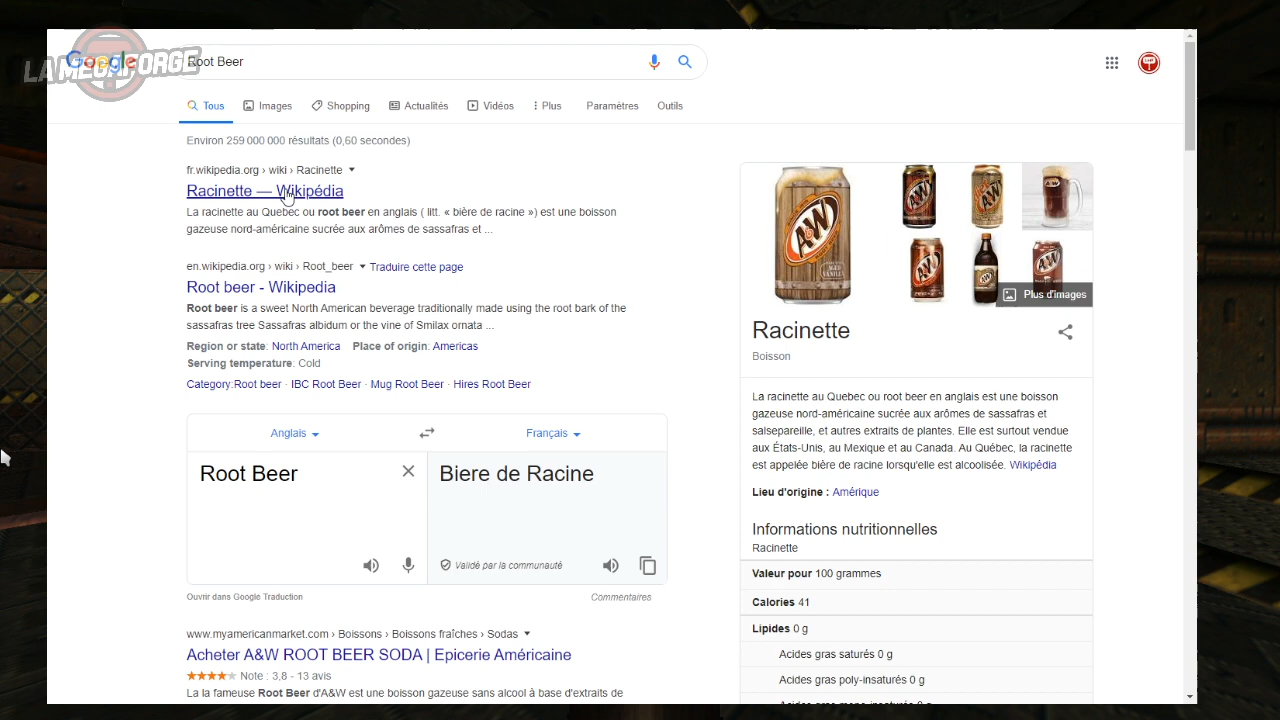 LA MEGAFORGE
Google
Root Beer
Tous Images Shopping Actualités Vidéos Plus Paramètres Outils
Environ 259 000 000 résultats (0,60 secondes)
fr.wikipedia.org › wiki › Racinette
Racinette — Wikipédia
La racinette au Quebec ou root beer en anglais ( litt. « bière de racine ») est une boisson
gazeuse nord-américaine sucrée aux arômes de sassafras et ...
en.wikipedia.org › wiki › Root_beer Traduire cette page
Root beer - Wikipedia
Root beer is a sweet North American beverage traditionally made using the root bark of the
sassafras tree Sassafras albidum or the vine of Smilax ornata ...
Region or state: North America Place of origin: Americas
Serving temperature: Cold
Category:Root beer · IBC Root Beer · Mug Root Beer · Hires Root Beer
Anglais Français
Root Beer Biere de Racine
Validé par la communauté
Ouvrir dans Google Traduction Commentaires
www.myamericanmarket.com › Boissons › Boissons fraîches › Sodas
Acheter A&W ROOT BEER SODA | Epicerie Américaine
Note : 3,8 - 13 avis
La la fameuse Root Beer d'A&W est une boisson gazeuse sans alcool à base d'extraits de
A&W
AGED
VANILLA
A&W
A&W
A&W
A&W
A&W
A&W
Plus d'images
Racinette
Boisson
La racinette au Quebec ou root beer en anglais est une boisson
gazeuse nord-américaine sucrée aux arômes de sassafras et
salsepareille, et autres extraits de plantes. Elle est surtout vendue
aux États-Unis, au Mexique et au Canada. Au Québec, la racinette
est appelée bière de racine lorsqu'elle est alcoolisée. Wikipédia
Lieu d'origine : Amérique
Informations nutritionnelles
Racinette
Valeur pour 100 grammes
Calories 41
Lipides 0 g
Acides gras saturés 0 g
Acides gras poly-insaturés 0 g
Acides gras mono-insaturés 0 g